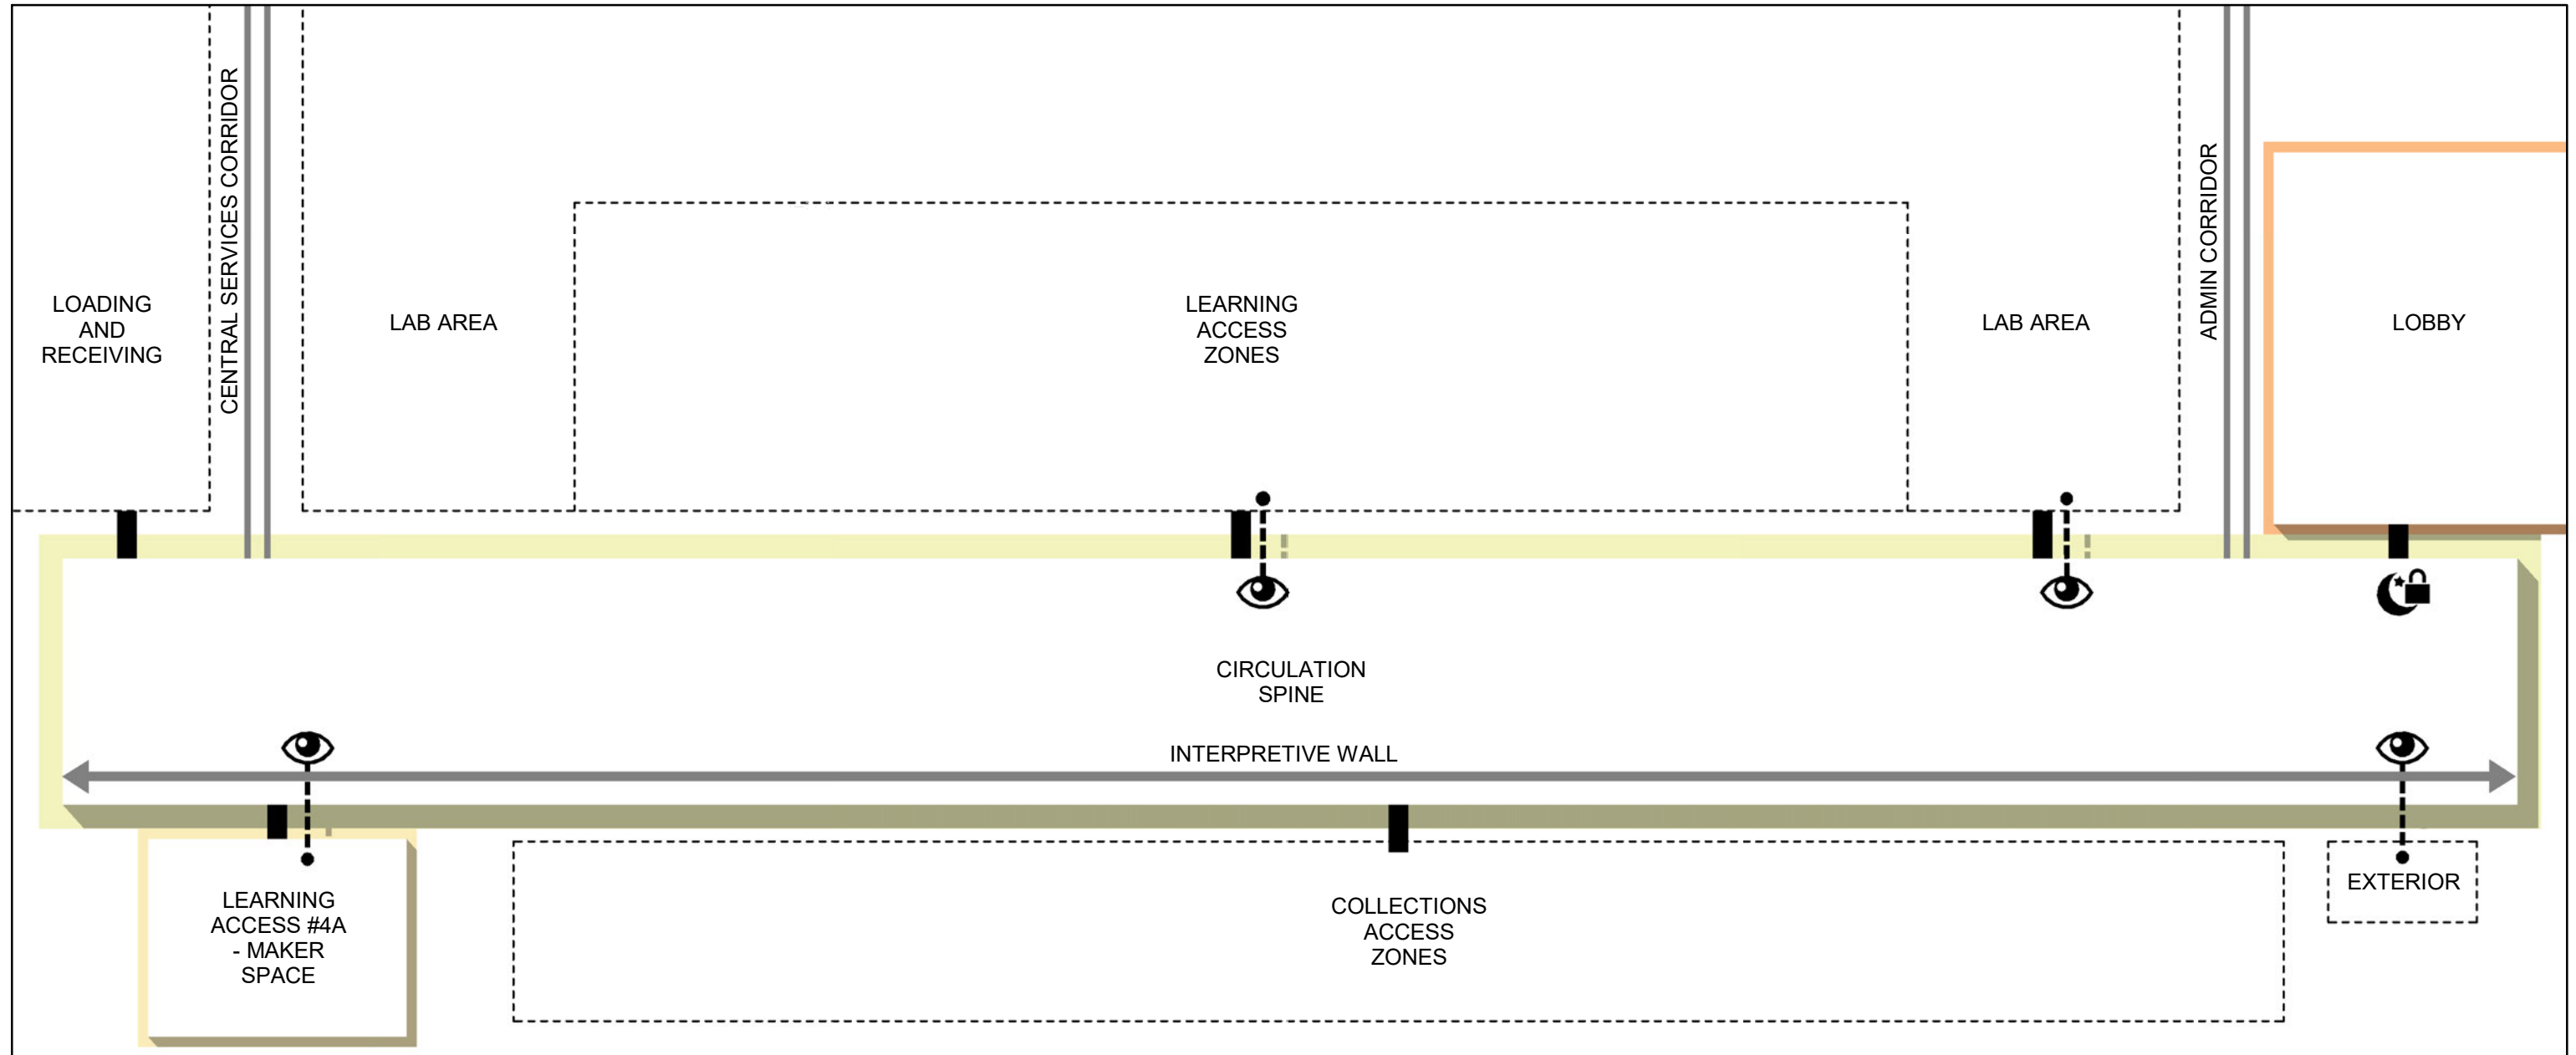 LOADING
AND
RECEIVING
CENTRAL SERVICES CORRIDOR
LAB AREA
LEARNING
ACCESS
ZONES
LAB AREA
ADMIN CORRIDOR
LOBBY
CIRCULATION
SPINE
INTERPRETIVE WALL
LEARNING
ACCESS #4A
- MAKER
SPACE
COLLECTIONS
ACCESS
ZONES
EXTERIOR